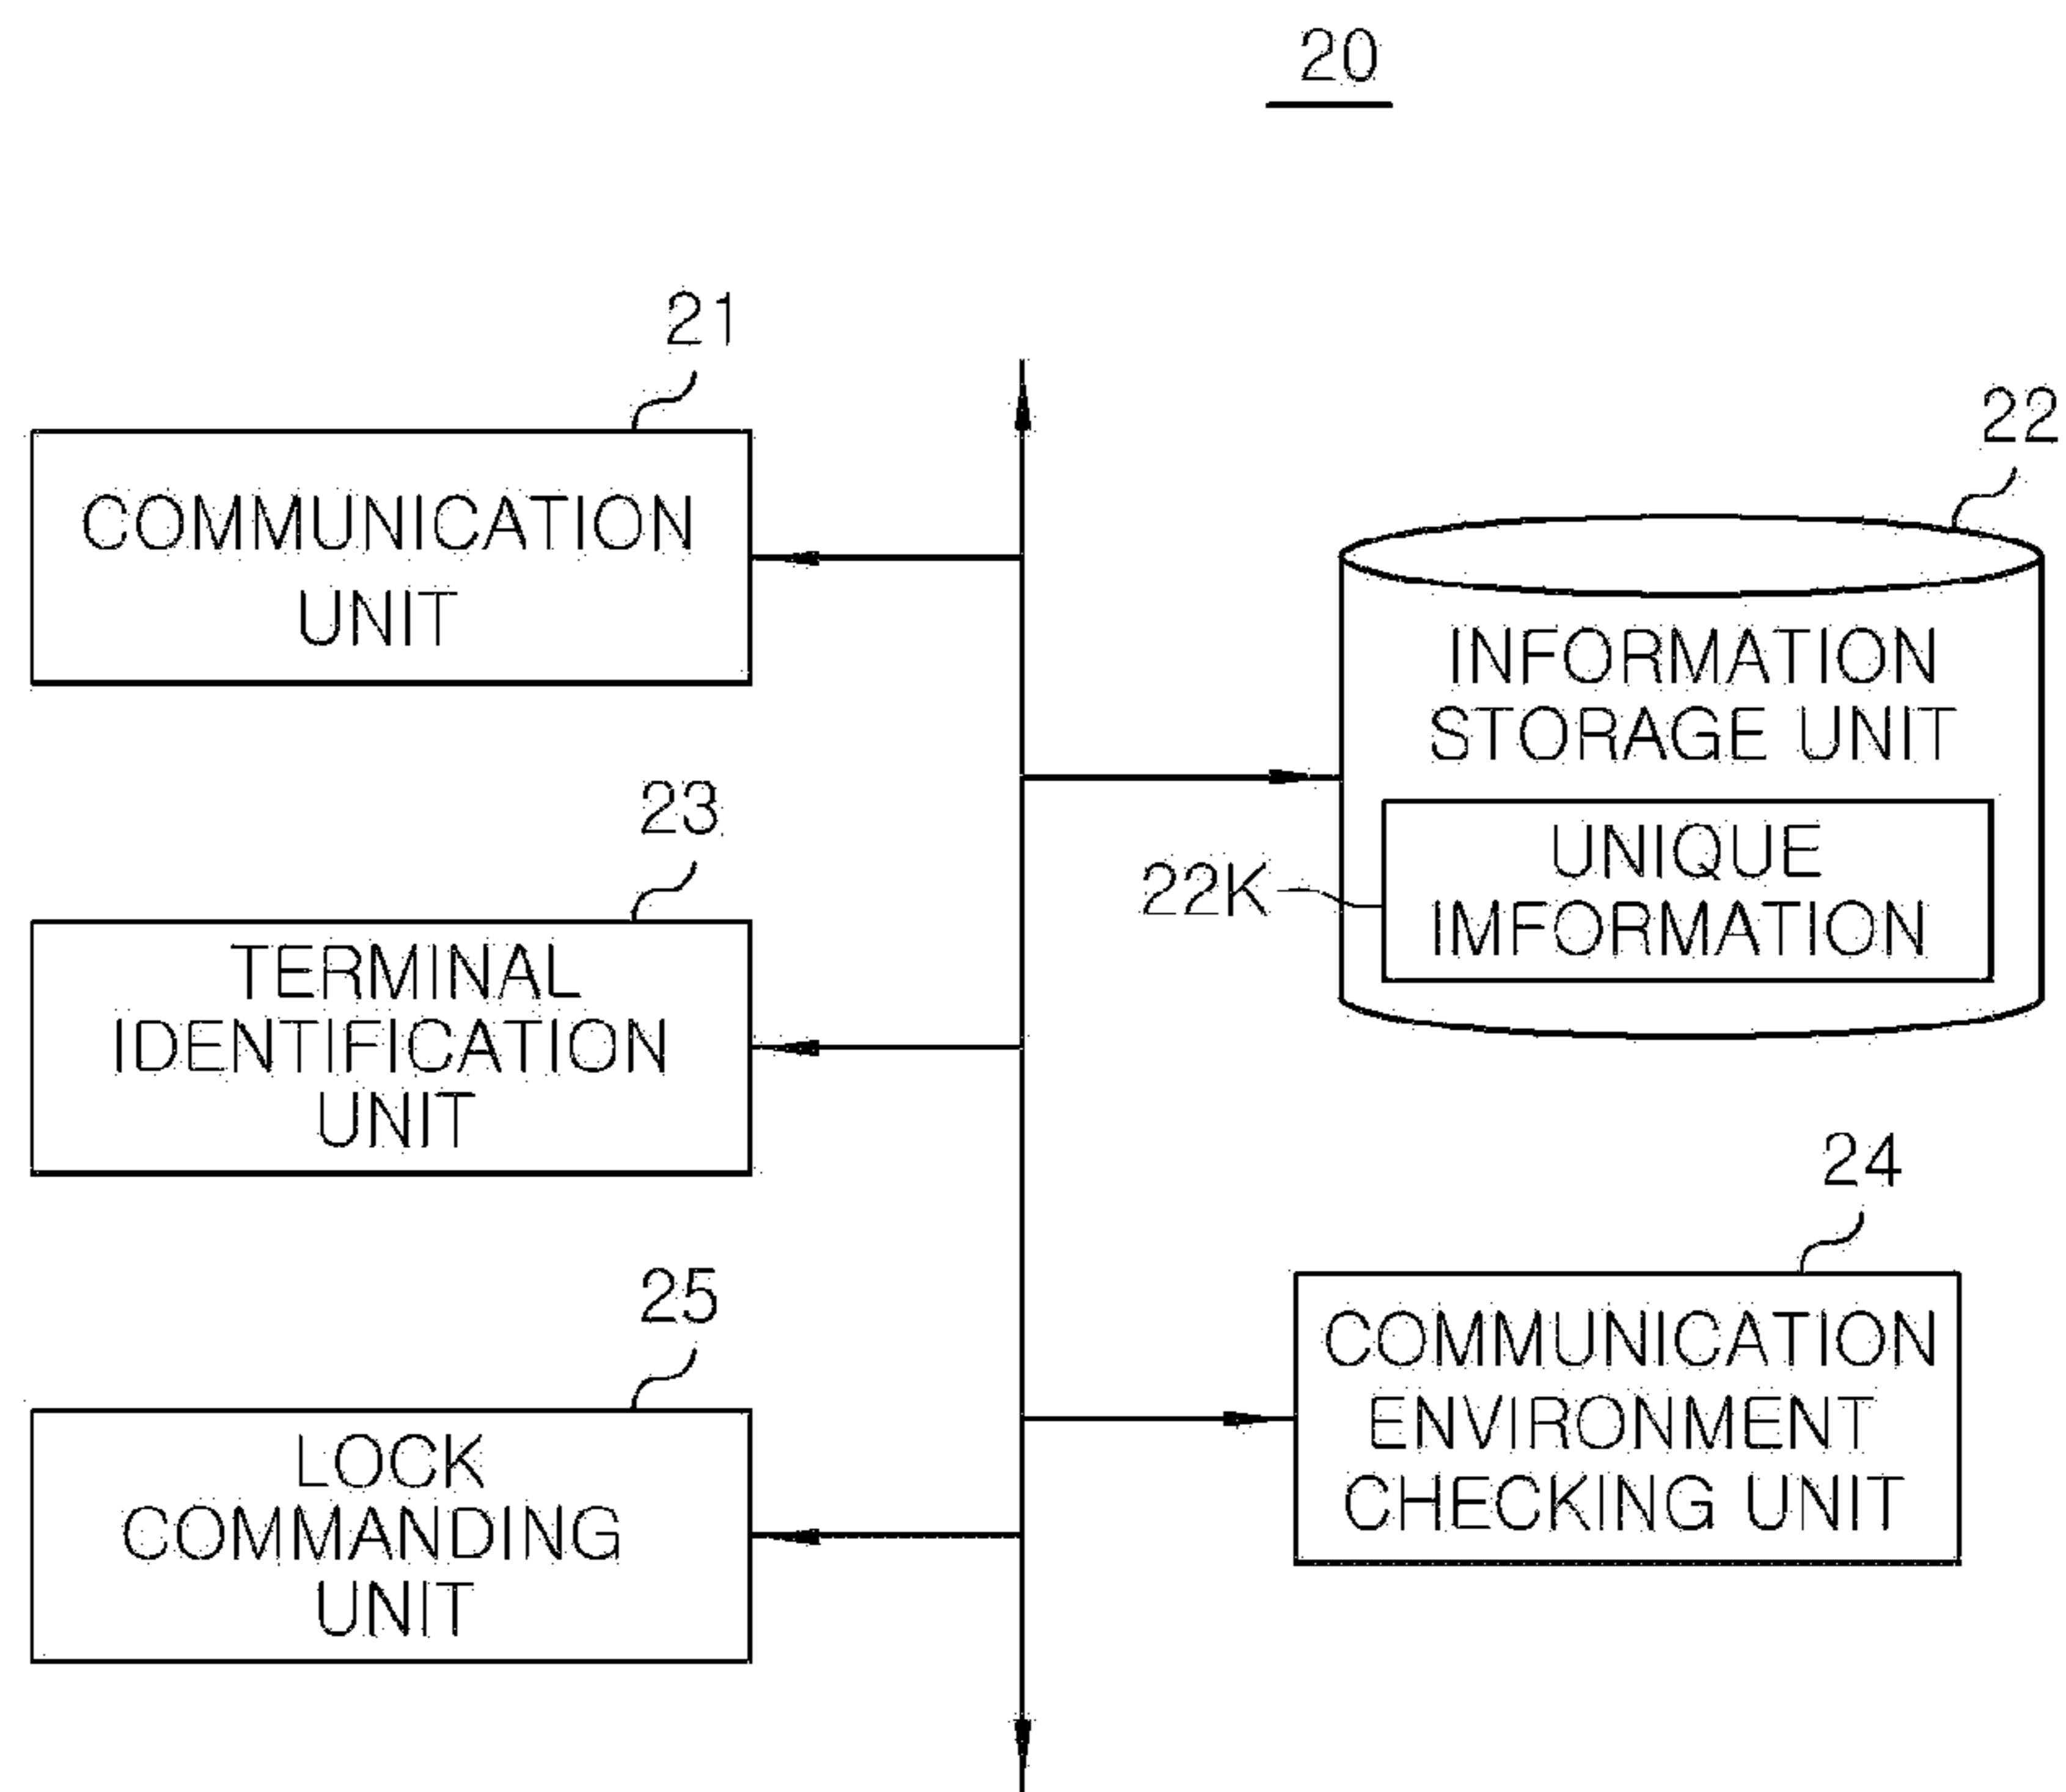 20
21
COMMUNICATION
UNIT
22
INFORMATION
STORAGE UNIT
22K
UNIQUE
IMFORMATION
23
TERMINAL
IDENTIFICATION
UNIT
24
COMMUNICATION
ENVIRONMENT
CHECKING UNIT
25
LOCK
COMMANDING
UNIT